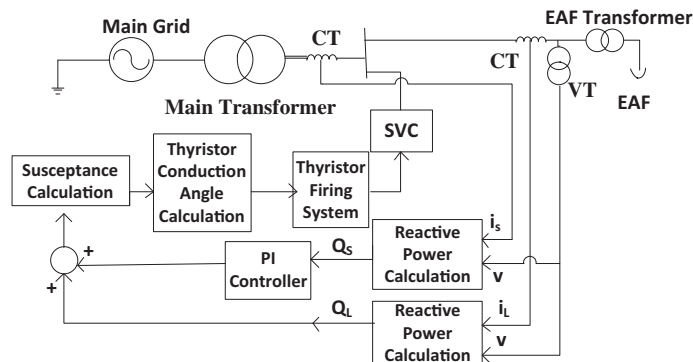 EAF Transformer
Main Grid
CT
CT
VT
Main Transformer
EAF
SVC
Susceptance
Calculation
Thyristor
Conduction
Angle
Calculation
Thyristor
Firing
System
Reactive
Power
Calculation
is
v
QS
PI
Controller
+
+
QL
Reactive
Power
Calculation
iL
v